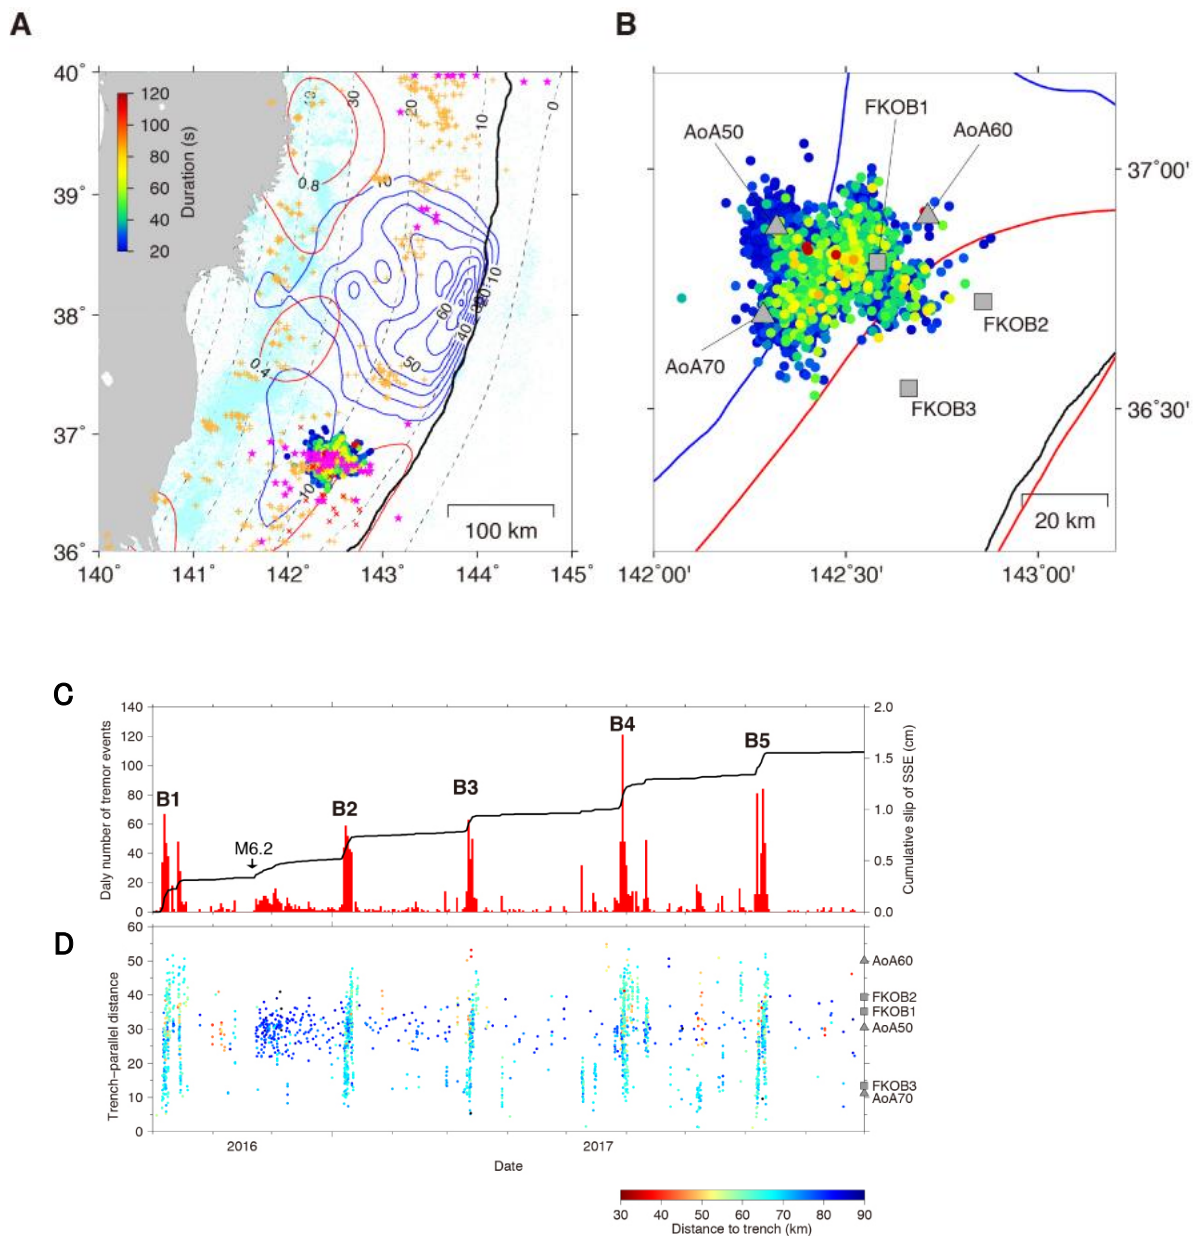 A
B
40°
39°
38°
37°
36°
140
141
142
143
144
145°
120
100
80
60
40
20
Duration (s)
30
20
10
0
0.8
10
10
60
40
50
0.4
10
100 km
FKOB1
AoA50
AoA60
37°00'
FKOB2
AoA70
FKOB3
36°30'
20 km
142°00'
142°30'
143°00'
C
140
120
100
80
60
40
20
0
Daly number of tremor events
B1
M6.2
B2
B3
B4
B5
2.0
1.5
1.0
0.5
0.0
Cumulative slip of SSE (cm)
D
60
50
40
30
20
10
0
Trench-parallel distance
AoA60
FKOB2
FKOB1
AoA50
FKOB3
AoA70
2016
2017
Date
30 40 50 60 70 80 90
Distance to trench (km)